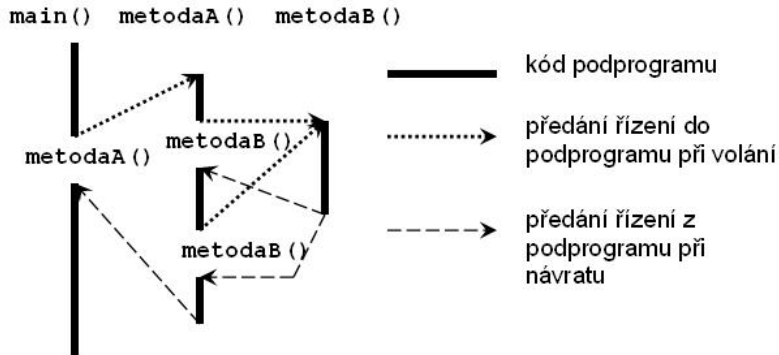 main()   metodaA()   metodaB()
metodaA()
metodaB()
metodaB()
kód podprogramu
předání řízení do
podprogramu při volání
předání řízení z
podprogramu při
návratu